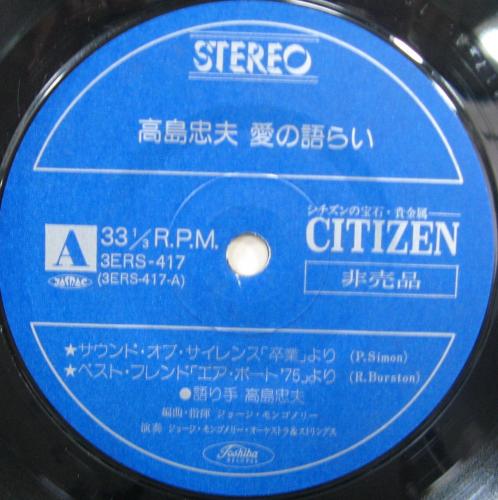 STEREO
高島忠夫 愛の語らい
シチズンの宝石・貴金属
CITIZEN
非売品
A
JASRAC
33 1/3 R.P.M.
3ERS-417
(3ERS-417-A)
★サウンド・オブ・サイレンス「卒業」より (P.Simon)
★ベスト・フレンド「エア・ポート'75」より (R.Burston)
●語り手 高島忠夫
編曲・指揮 ジョージ・モンゴメリー
演奏 ジョージ・モンゴメリー・オーケストラ&ストリングス
Toshiba
RECORDS